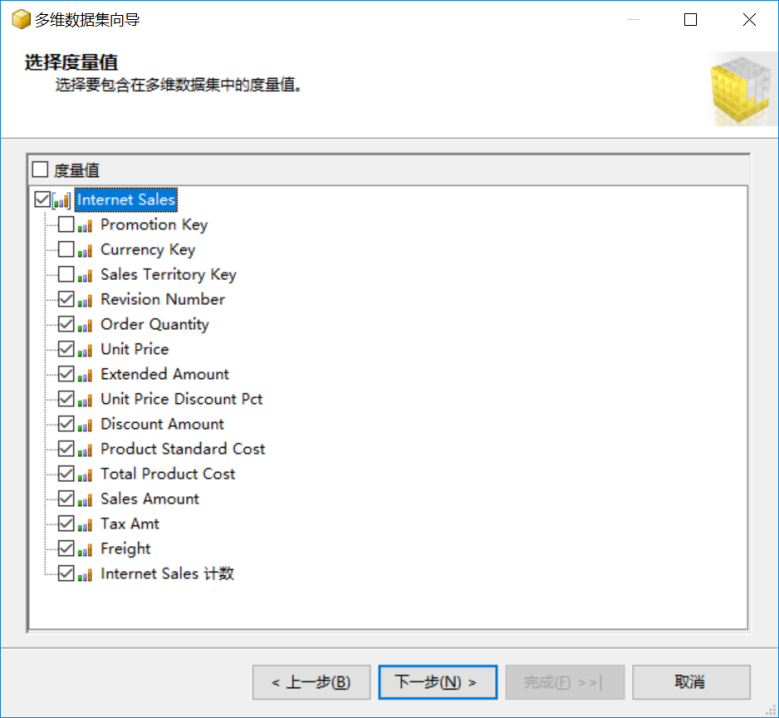 多维数据集向导
选择度量值
选择要包含在多维数据集中的度量值。
度量值
Internet Sales
Promotion Key
Currency Key
Sales Territory Key
Revision Number
Order Quantity
Unit Price
Extended Amount
Unit Price Discount Pct
Discount Amount
Product Standard Cost
Total Product Cost
Sales Amount
Tax Amt
Freight
Internet Sales 计数
< 上一步(B) 下一步(N) > 完成(F) >>| 取消